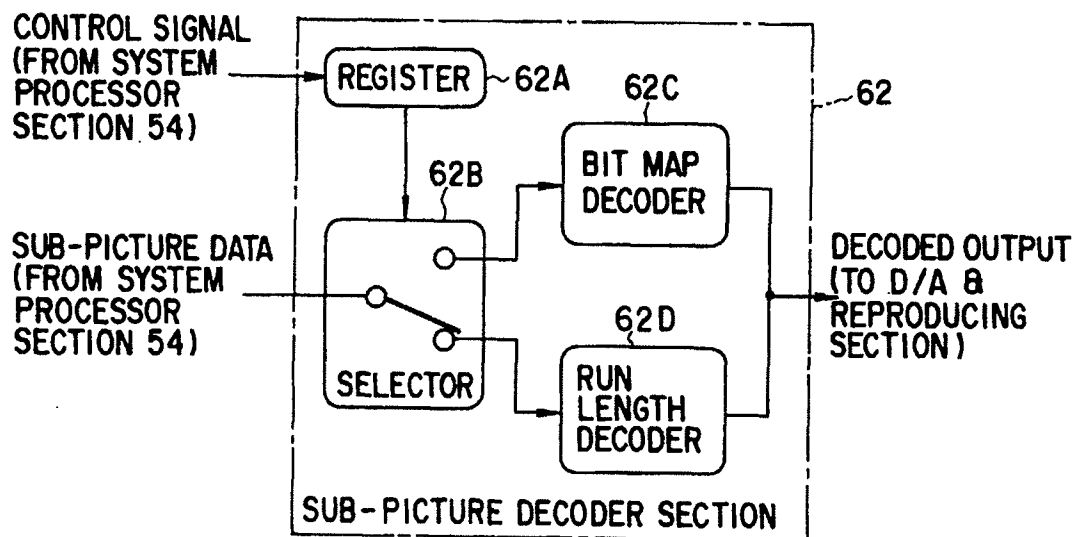 CONTROL SIGNAL
(FROM SYSTEM
PROCESSOR
SECTION 54)
REGISTER
62A
62C
62
BIT MAP
DECODER
62B
SUB-PICTURE DATA
(FROM SYSTEM
PROCESSOR
SECTION 54)
SELECTOR
DECODED OUTPUT
(TO D/A &
REPRODUCING
SECTION)
62D
RUN
LENGTH
DECODER
SUB-PICTURE DECODER SECTION